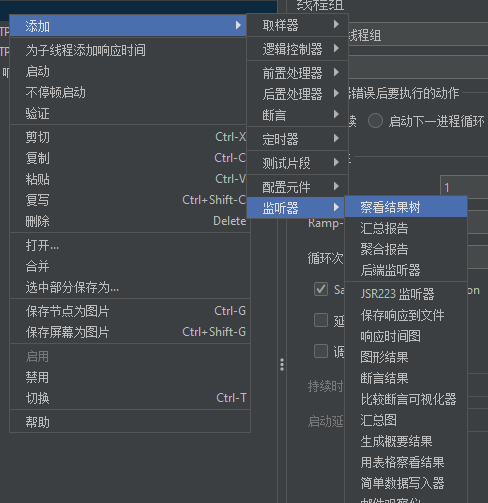 线程组
添加
为子线程添加响应时间
启动
不停顿启动
验证
剪切 Ctrl-X
复制 Ctrl-C
粘贴 Ctrl-V
复写 Ctrl+Shift-C
删除 Delete
打开...
合并
选中部分保存为...
保存节点为图片 Ctrl-G
保存屏幕为图片 Ctrl+Shift-G
启用
禁用
切换 Ctrl-T
帮助
取样器
逻辑控制器
前置处理器
后置处理器
断言
定时器
测试片段
配置元件
监听器
线程组
错误后要执行的动作
续 启动下一进程循环
1
Ramp-
循环次
Sa
延
调
持续时
启动延
察看结果树
汇总报告
聚合报告
后端监听器
JSR223 监听器
保存响应到文件
响应时间图
图形结果
断言结果
比较断言可视化器
汇总图
生成概要结果
用表格察看结果
简单数据写入器
邮件观察仪